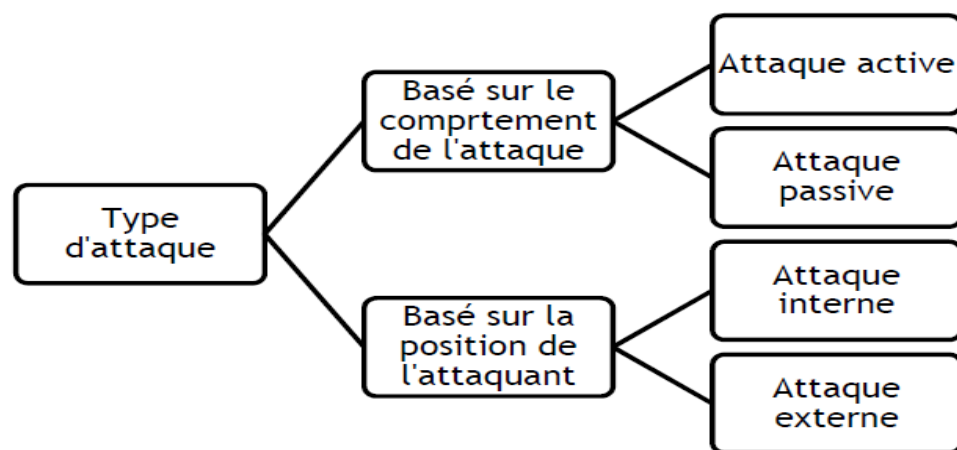 Type
d'attaque
Basé sur le
comprtement
de l'attaque
Attaque active
Attaque
passive
Basé sur la
position de
l'attaquant
Attaque
interne
Attaque
externe